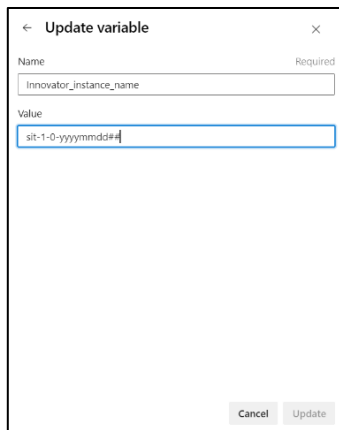 ← Update variable ×
Name Required
Innovator_instance_name
Value
sit-1-0-yyyymmdd##
Cancel Update